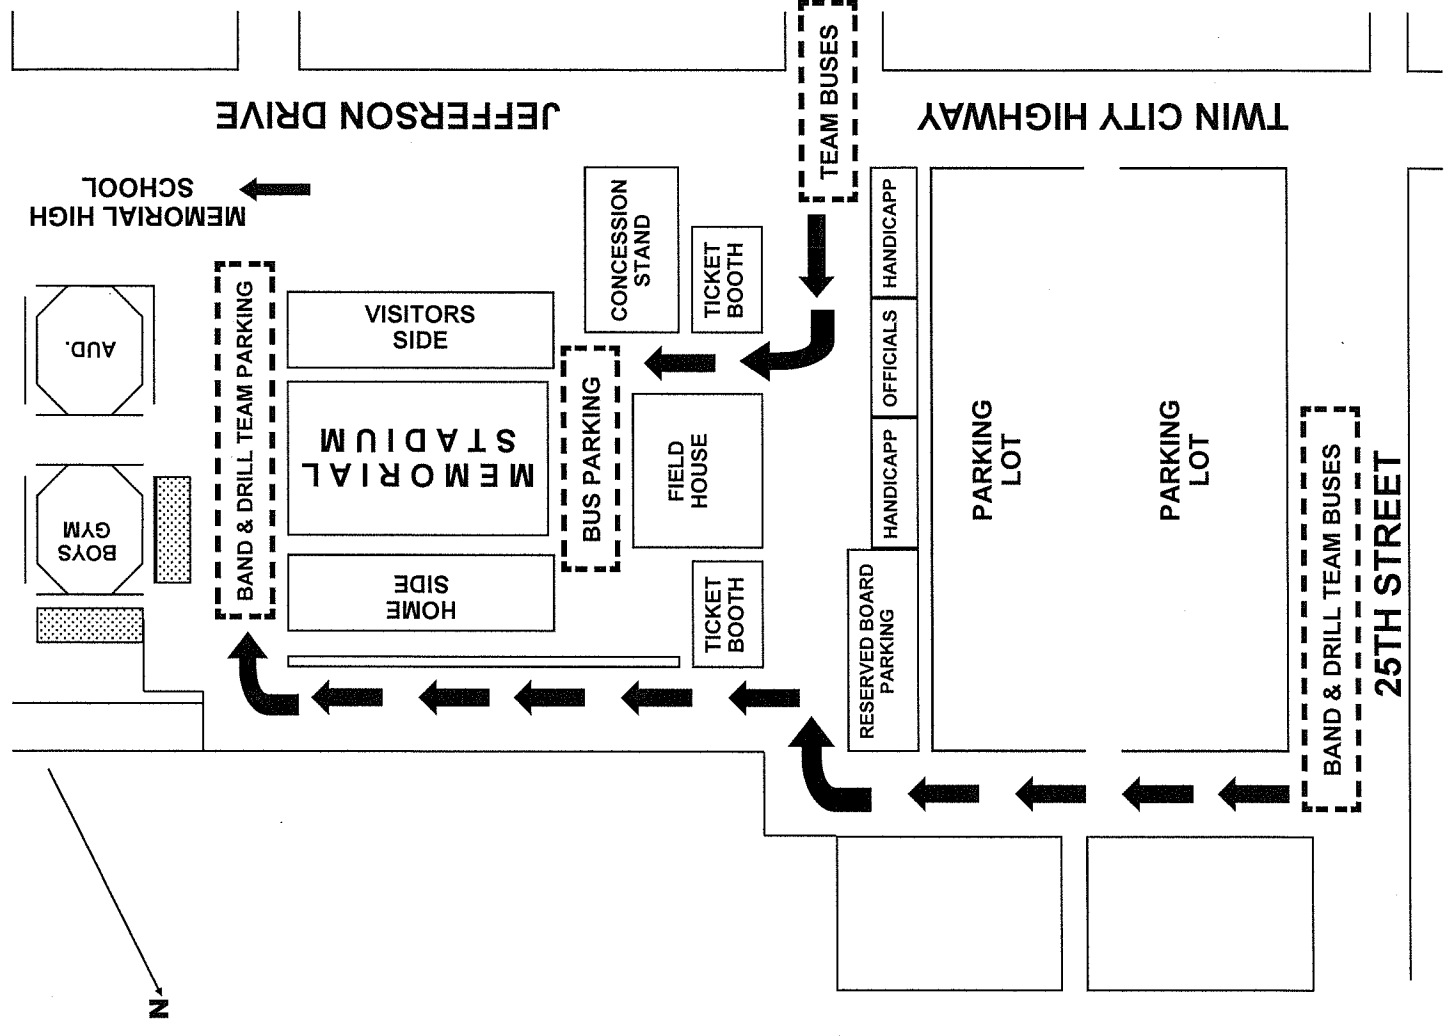 TEAM BUSES
JEFFERSON DRIVE
TWIN CITY HIGHWAY
MEMORIAL HIGH
SCHOOL
AUD.
BOYS
GYM
BAND & DRILL TEAM PARKING
VISITORS
SIDE
MEMORIAL
STADIUM
HOME
SIDE
CONCESSION
STAND
TICKET
BOOTH
BUS PARKING
FIELD
HOUSE
TICKET
BOOTH
HANDICAPP
OFFICIALS
HANDICAPP
RESERVED BOARD
PARKING
PARKING
LOT
PARKING
LOT
BAND & DRILL TEAM BUSES
25TH STREET
N